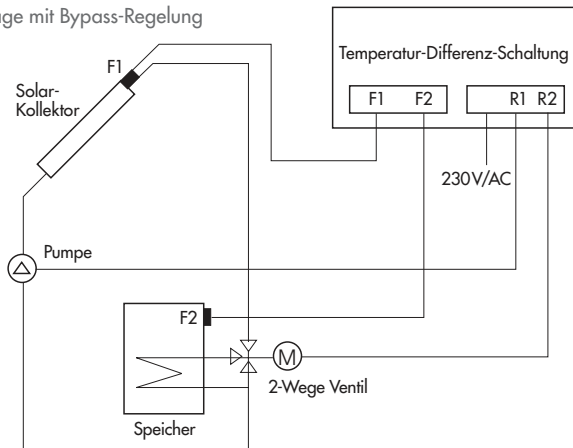 ge mit Bypass-Regelung
Temperatur-Differenz-Schaltung
F1
Solar-
Kollektor
F1 F2
R1 R2
230V/AC
Pumpe
F2
M
2-Wege Ventil
Speicher